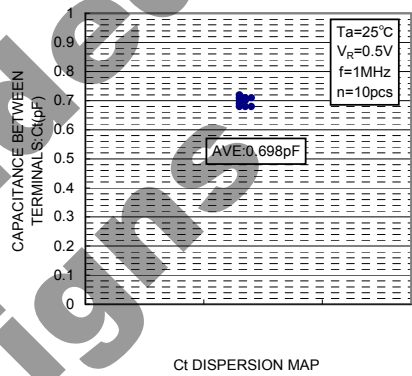 1
0.9
0.8
0.7
0.6
0.5
0.4
0.3
0.2
0.1
0
CAPACITANCE BETWEEN
TERMINALS:Ct(pF)
Ta=25℃
VR=0.5V
f=1MHz
n=10pcs
AVE:0.698pF
Ct DISPERSION MAP